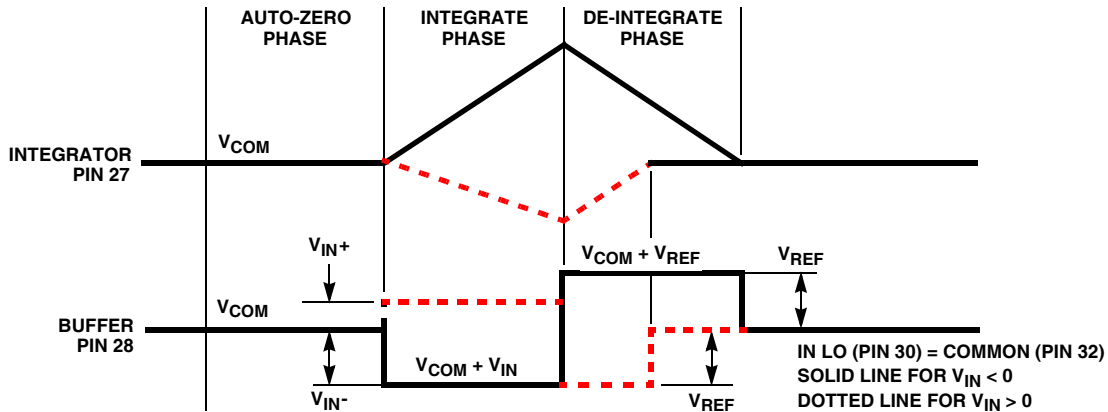 AUTO-ZERO
PHASE
INTEGRATE
PHASE
DE-INTEGRATE
PHASE
VCOM
INTEGRATOR
PIN 27
VIN+
VCOM + VREF
VREF
VCOM
BUFFER
PIN 28
VCOM + VIN
VIN-
VREF
IN LO (PIN 30) = COMMON (PIN 32)
SOLID LINE FOR VIN < 0
DOTTED LINE FOR VIN > 0